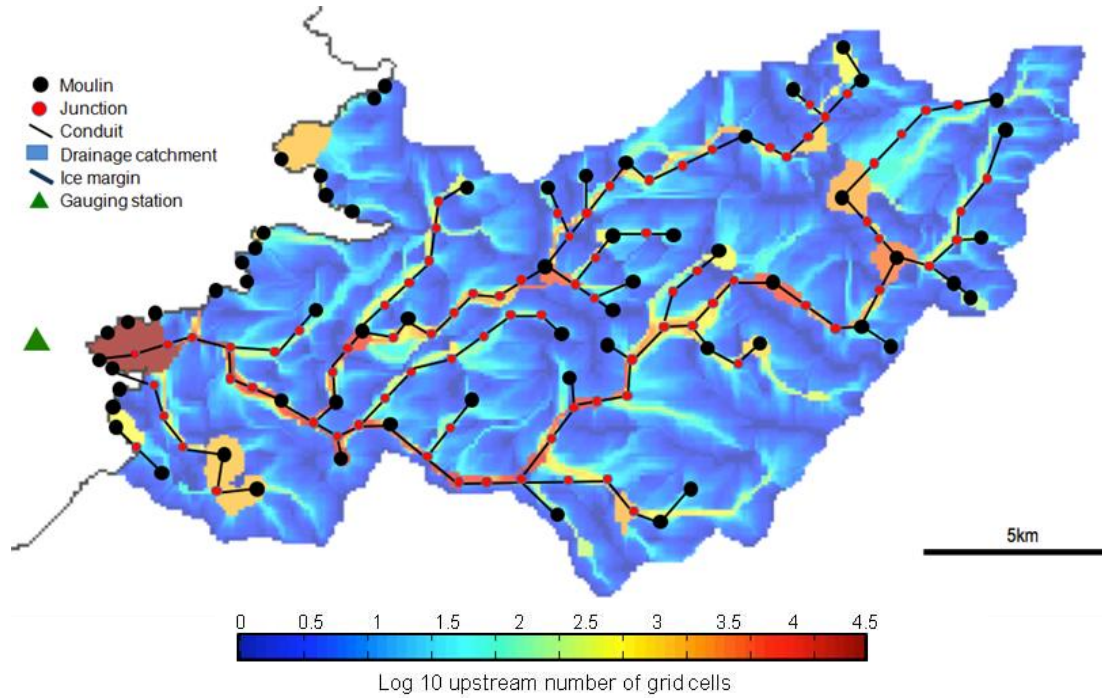 Moulin
Junction
Conduit
Drainage catchment
Ice margin
Gauging station
5km
0 0.5 1 1.5 2 2.5 3 3.5 4 4.5
Log 10 upstream number of grid cells